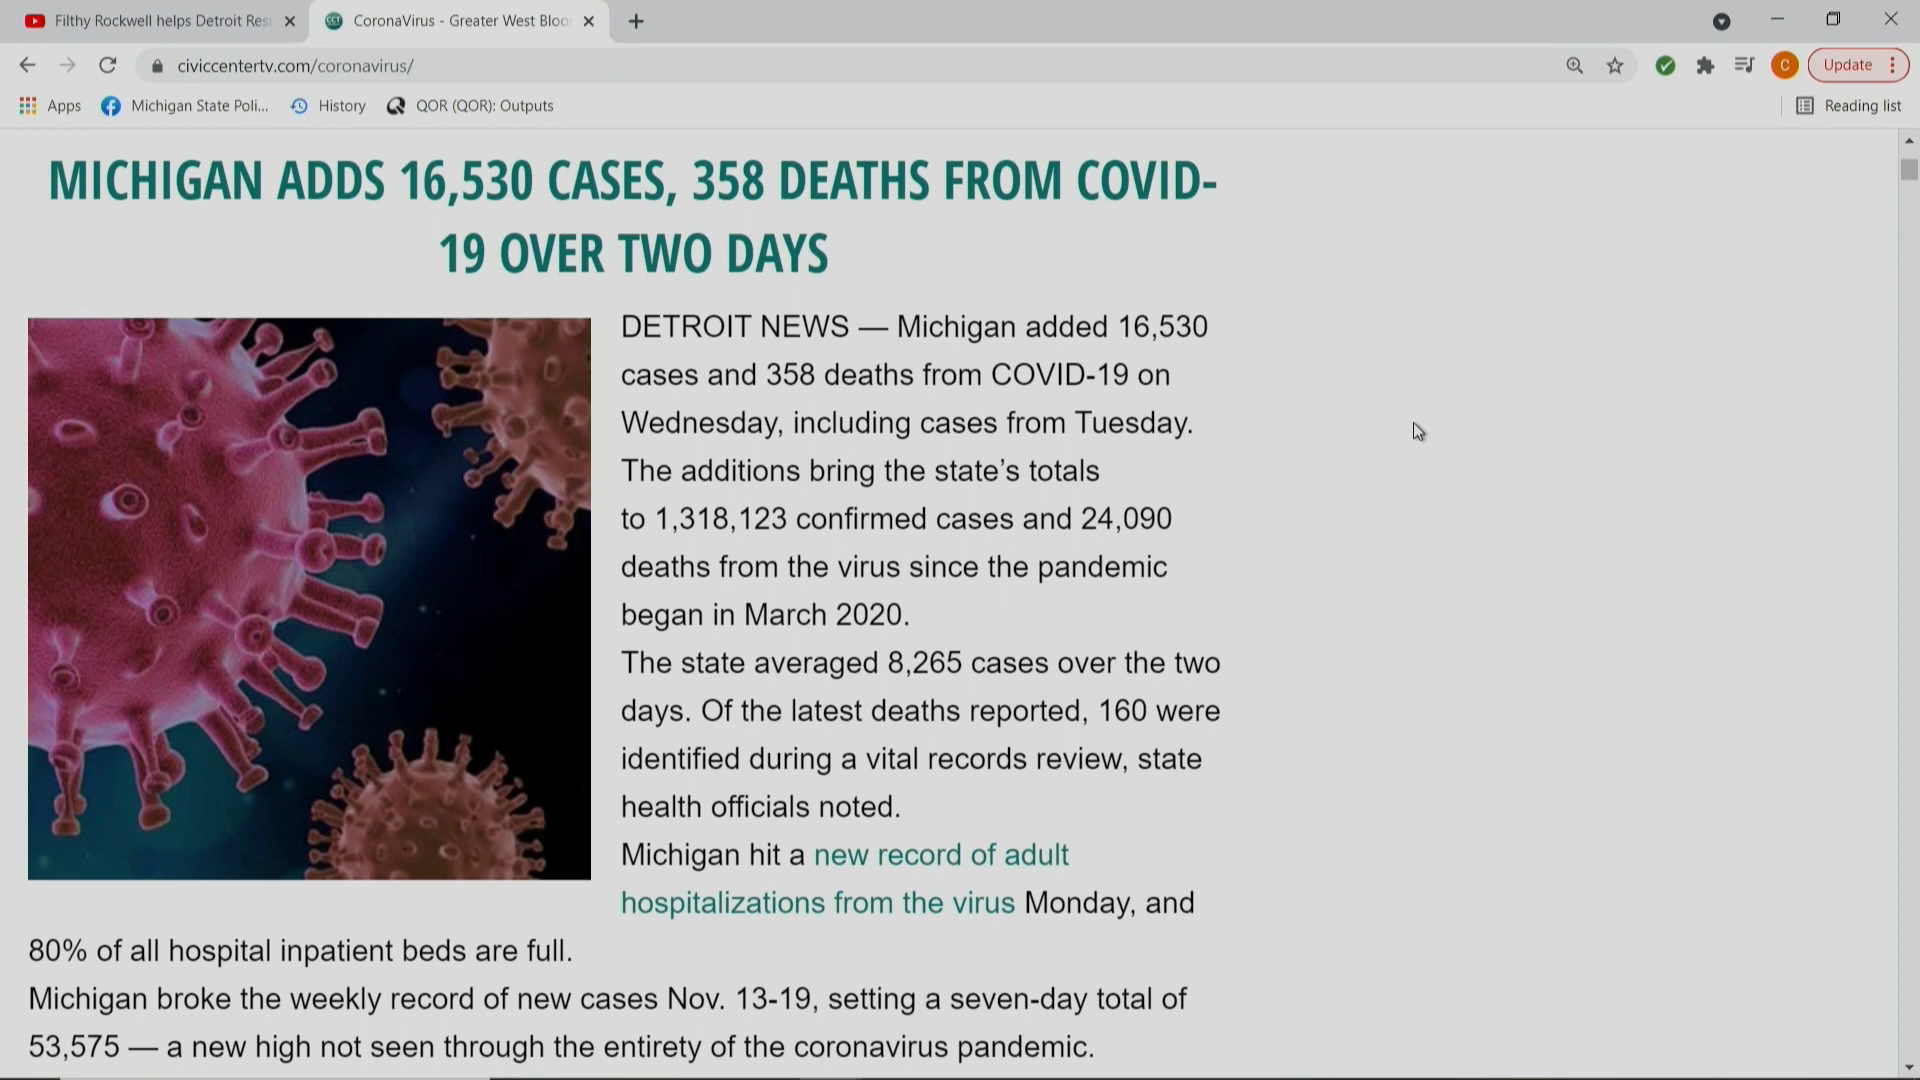 Filthy Rockwell helps Detroit Resi
CoronaVirus - Greater West Bloo
civiccentertv.com/coronavirus/
C
Update
Apps
Michigan State Poli...
History
QOR (QOR): Outputs
Reading list
MICHIGAN ADDS 16,530 CASES, 358 DEATHS FROM COVID-
19 OVER TWO DAYS
DETROIT NEWS — Michigan added 16,530
cases and 358 deaths from COVID-19 on
Wednesday, including cases from Tuesday.
The additions bring the state’s totals
to 1,318,123 confirmed cases and 24,090
deaths from the virus since the pandemic
began in March 2020.
The state averaged 8,265 cases over the two
days. Of the latest deaths reported, 160 were
identified during a vital records review, state
health officials noted.
Michigan hit a new record of adult
hospitalizations from the virus Monday, and
80% of all hospital inpatient beds are full.
Michigan broke the weekly record of new cases Nov. 13-19, setting a seven-day total of
53,575 — a new high not seen through the entirety of the coronavirus pandemic.